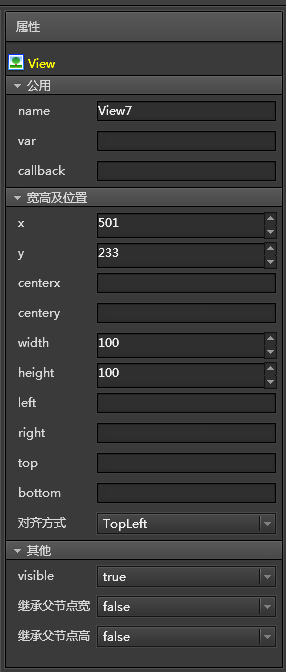 属性
View
公用
name View7
var
callback
宽高及位置
x 501
y 233
centerx
centery
width 100
height 100
left
right
top
bottom
对齐方式 TopLeft
其他
visible true
继承父节点宽 false
继承父节点高 false